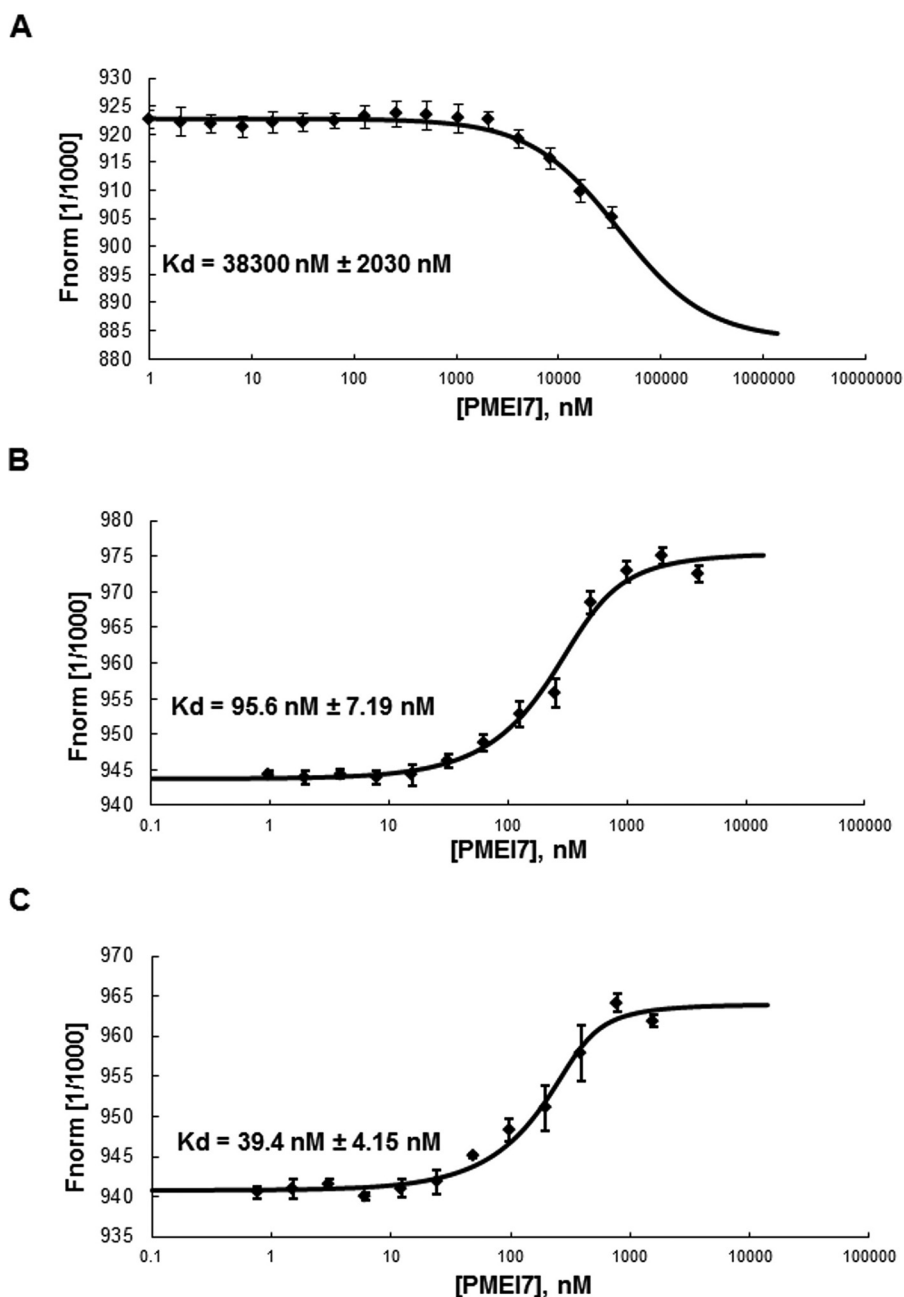 A
930
925
920
915
910
905
900
895
890
885
880
Fnorm [1/1000]
Kd = 38300 nM ± 2030 nM
1 10 100 1000 10000 100000 1000000 10000000
[PMEI7], nM
B
980
975
970
965
960
955
950
945
940
Fnorm [1/1000]
Kd = 95.6 nM ± 7.19 nM
0.1 1 10 100 1000 10000 100000
[PMEI7], nM
C
970
965
960
955
950
945
940
935
Fnorm [1/1000]
Kd = 39.4 nM ± 4.15 nM
0.1 1 10 100 1000 10000 100000
[PMEI7], nM